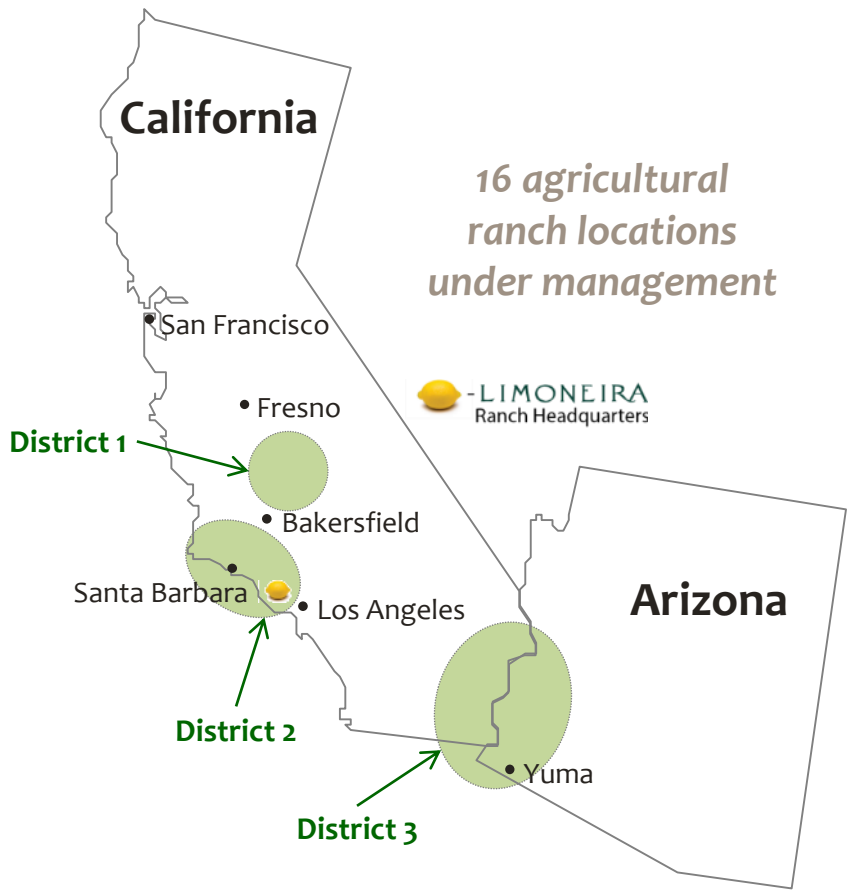 California
16 agricultural
ranch locations
under management
San Francisco
-LIMONEIRA
Ranch Headquarters
Fresno
District 1
Bakersfield
Santa Barbara
Los Angeles
Arizona
District 2
Yuma
District 3